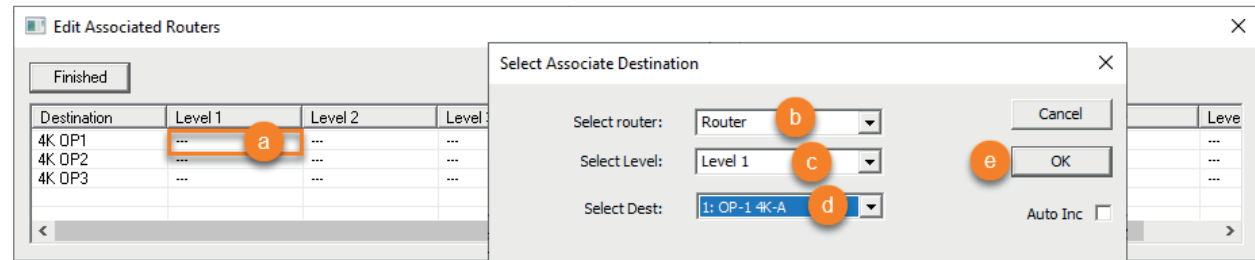 Edit Associated Routers
Finished
Destination Level 1 Level 2 Level Leve
4K OP1 --- --- --- ---
4K OP2 --- --- --- ---
4K OP3 --- --- --- ---
a
Select Associate Destination
Select router: Router b
Cancel
Select Level: Level 1 c
e OK
Select Dest: 1: OP-1 4K-A d
Auto Inc